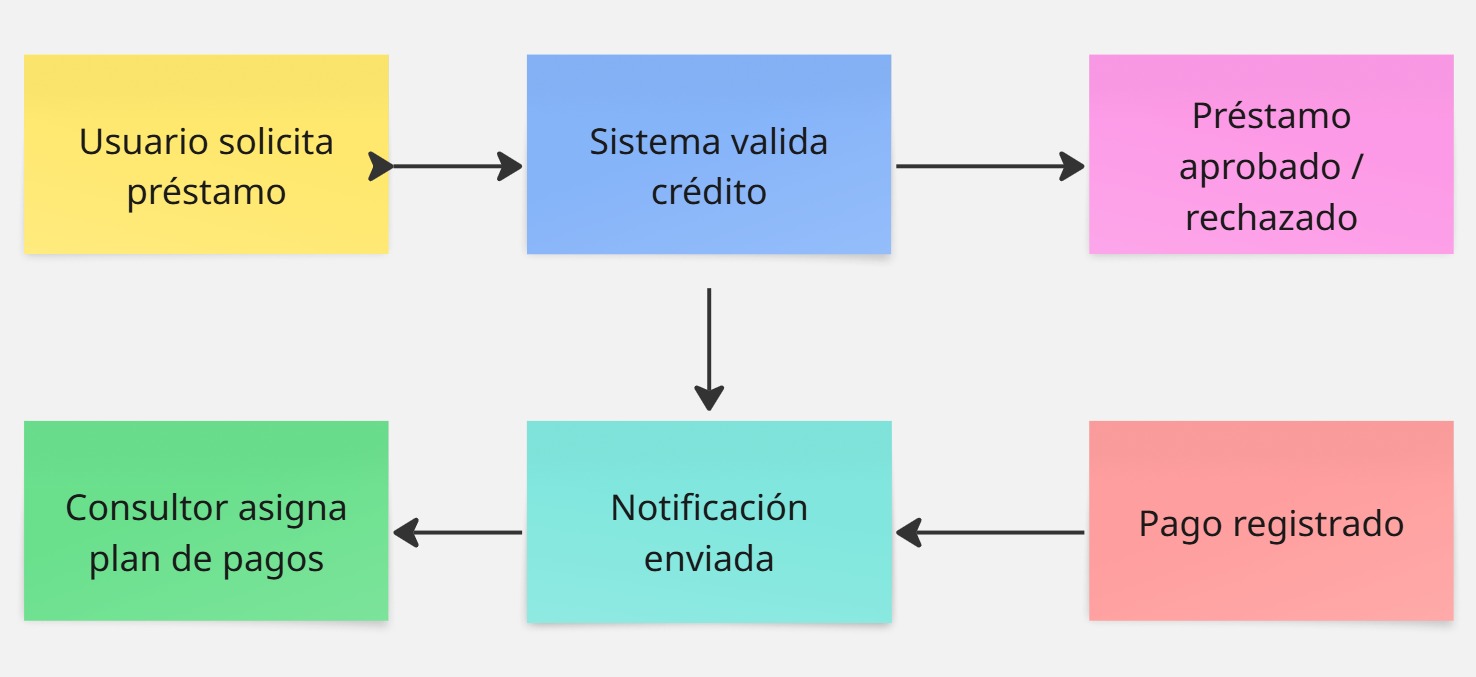 Usuario solicita
préstamo
Sistema valida
crédito
Préstamo
aprobado /
rechazado
Consultor asigna
plan de pagos
Notificación
enviada
Pago registrado